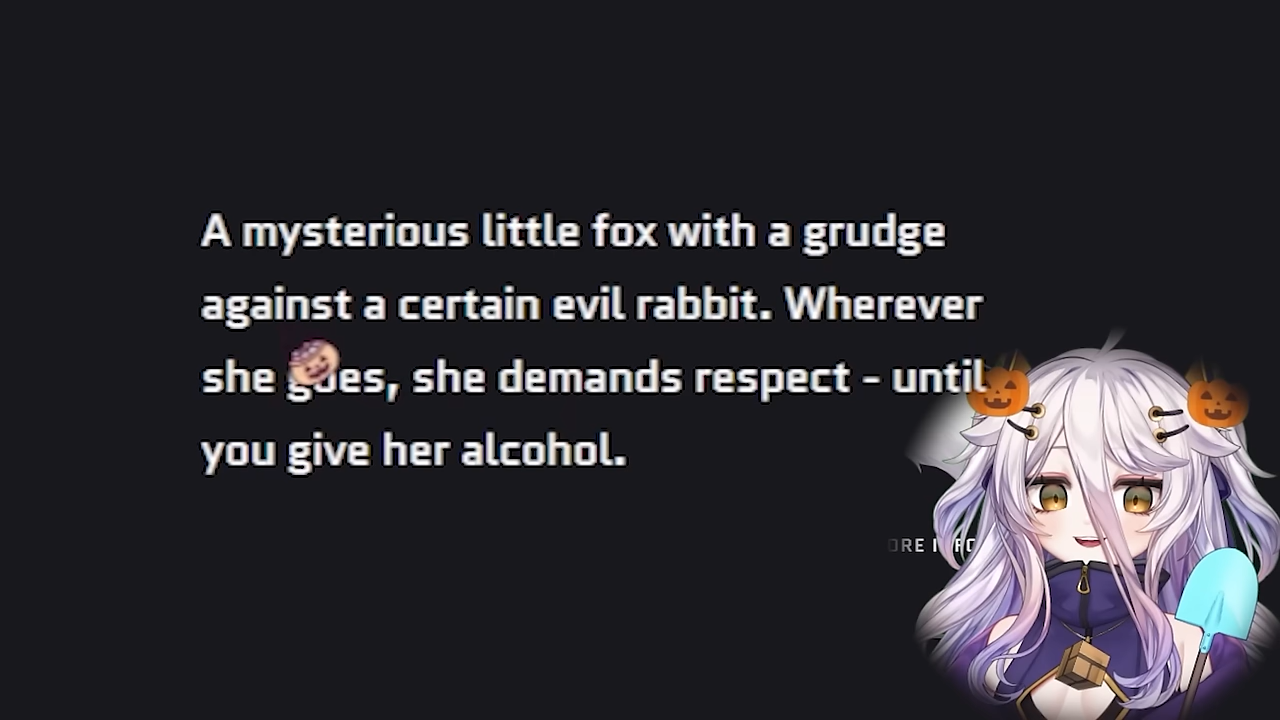 A mysterious little fox with a grudge
against a certain evil rabbit. Wherever
she goes, she demands respect - until
you give her alcohol.